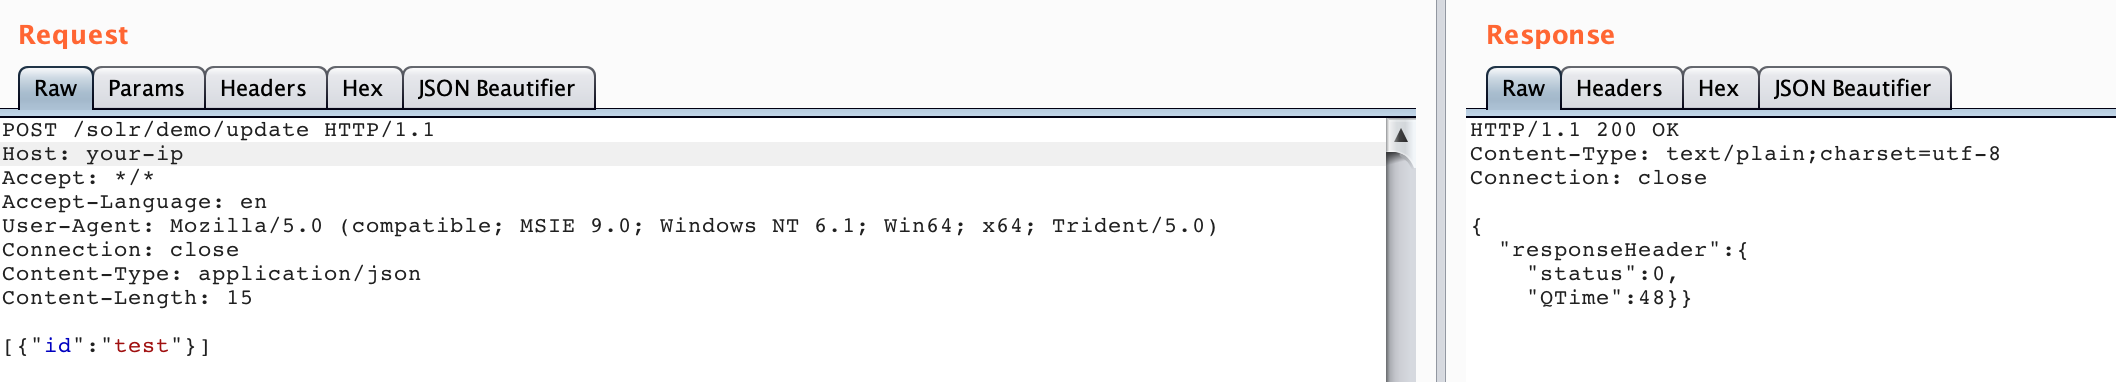 Request
Raw Params Headers Hex JSON Beautifier
POST /solr/demo/update HTTP/1.1
Host: your-ip
Accept: */*
Accept-Language: en
User-Agent: Mozilla/5.0 (compatible; MSIE 9.0; Windows NT 6.1; Win64; x64; Trident/5.0)
Connection: close
Content-Type: application/json
Content-Length: 15
[{"id":"test"}]
Response
Raw Headers Hex JSON Beautifier
HTTP/1.1 200 OK
Content-Type: text/plain;charset=utf-8
Connection: close
{
  "responseHeader":{
    "status":0,
    "QTime":48}}